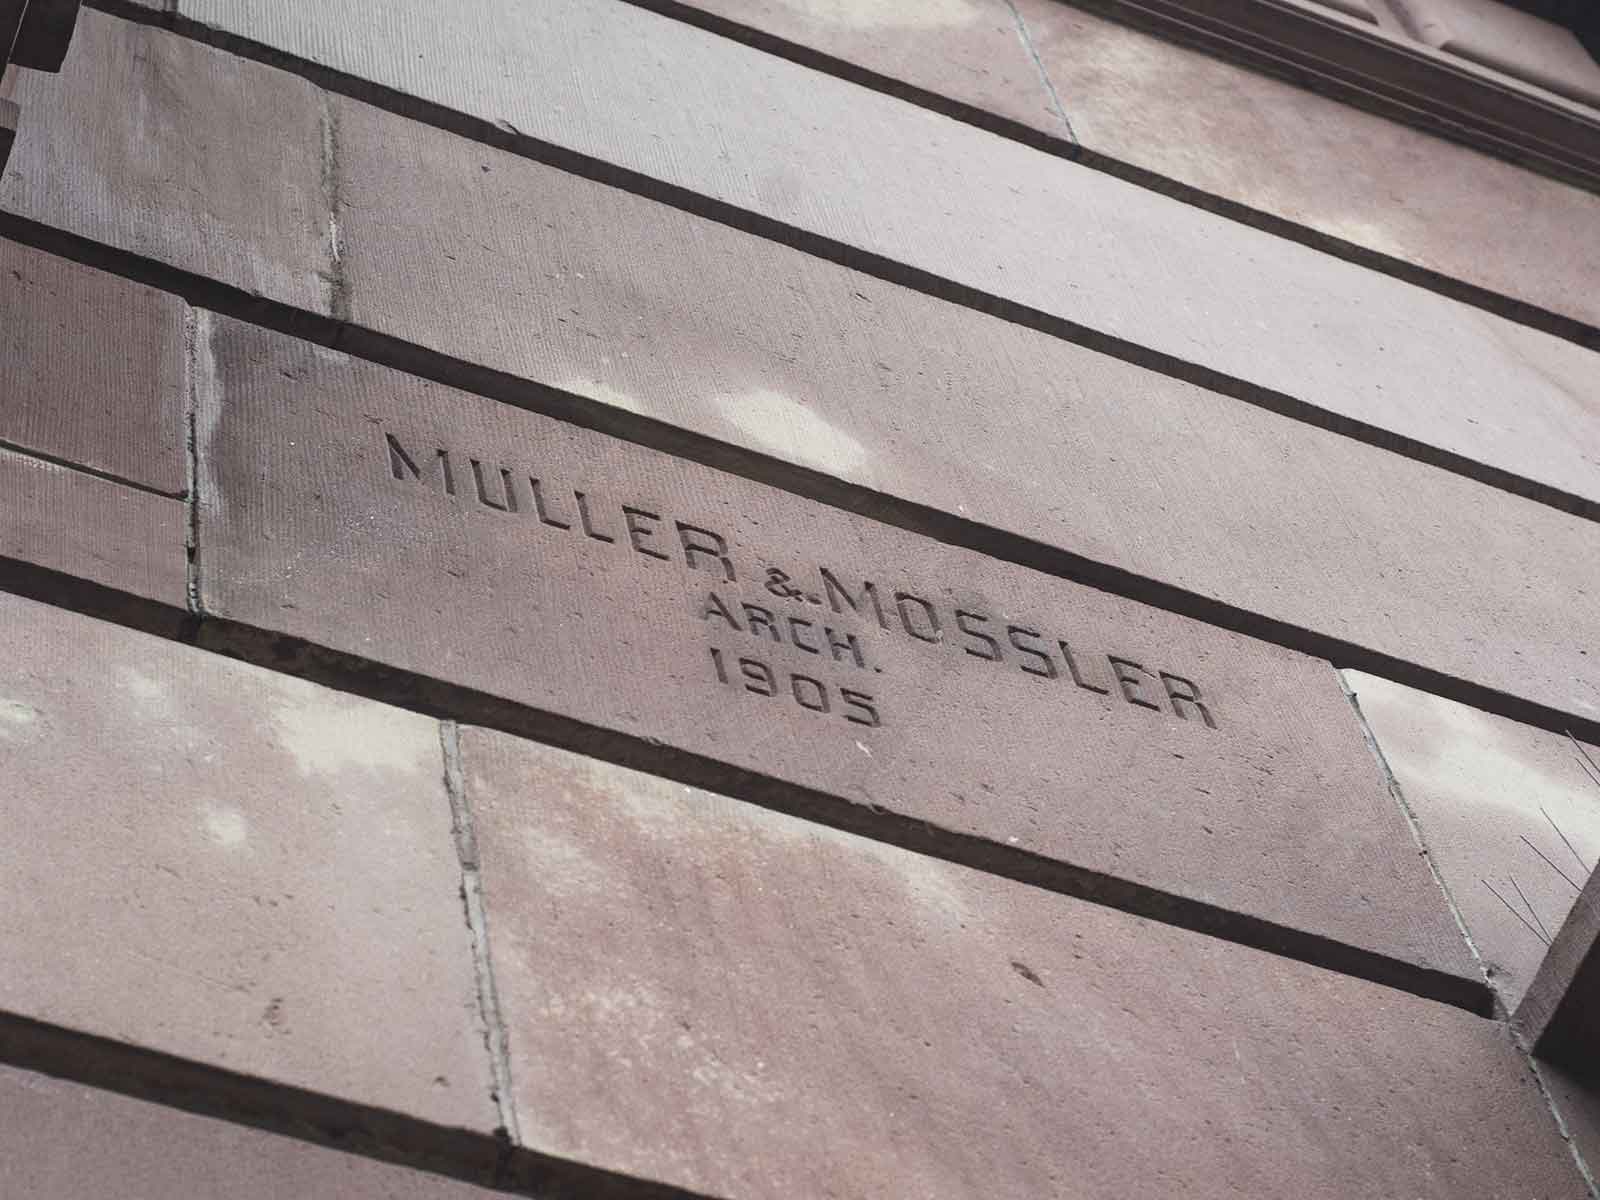 MULLER & MOSSLER
ARCH.
1905